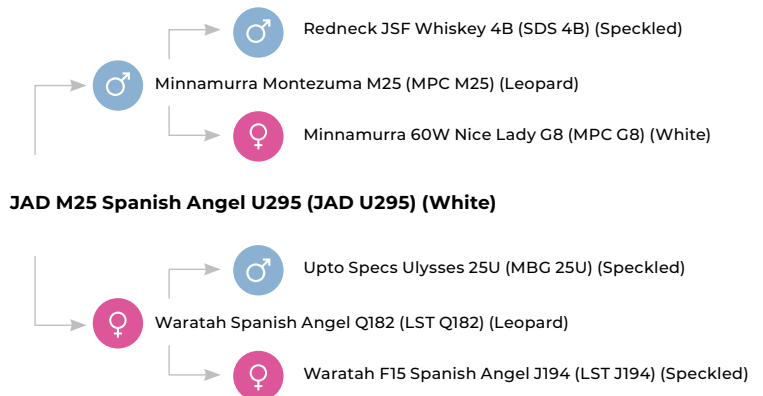 Redneck JSF Whiskey 4B (SDS 4B) (Speckled)
Minnamurra Montezuma M25 (MPC M25) (Leopard)
Minnamurra 60W Nice Lady G8 (MPC G8) (White)
JAD M25 Spanish Angel U295 (JAD U295) (White)
Upto Specs Ulysses 25U (MBG 25U) (Speckled)
Waratah Spanish Angel Q182 (LST Q182) (Leopard)
Waratah F15 Spanish Angel J194 (LST J194) (Speckled)